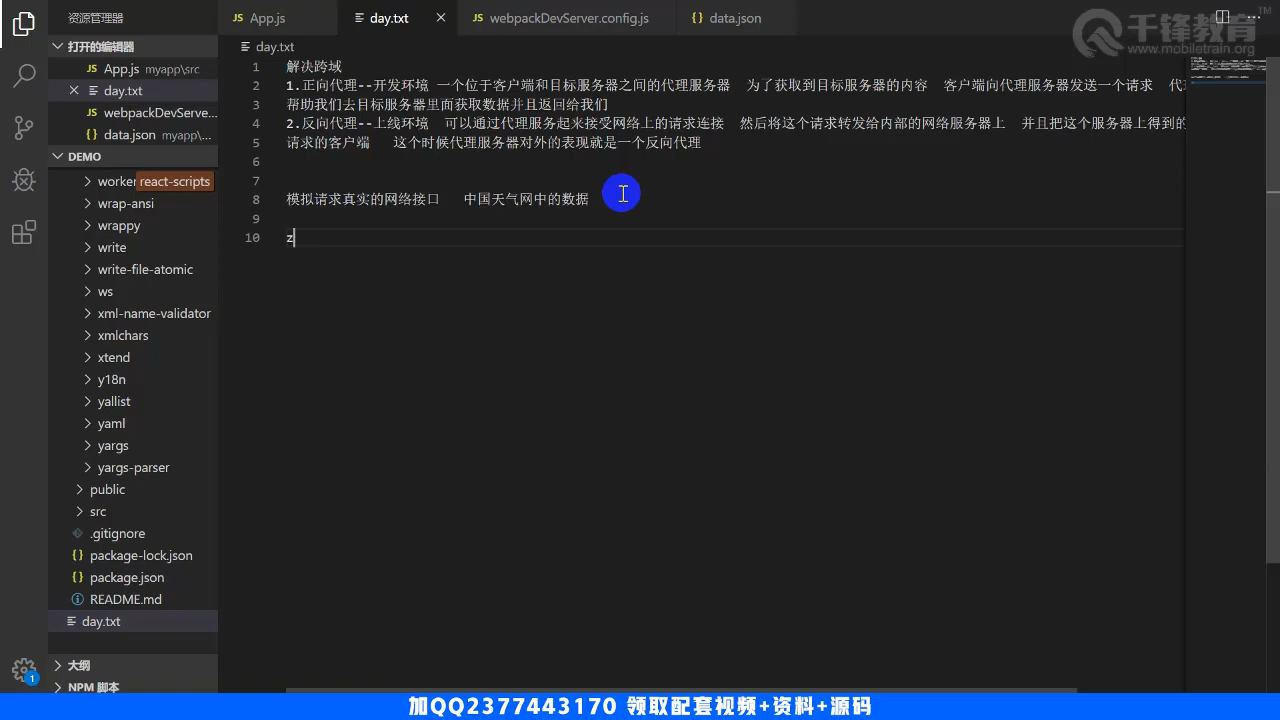 资源管理器
App.js
day.txt
webpackDevServer.config.js
data.json
千锋教育
www.mobiletrain.org
TM
打开的编辑器
day.txt
JS App.js myapp\src
day.txt
JS webpackDevServe...
{} data.json myapp\...
DEMO
worker react-scripts
wrap-ansi
wrappy
write
write-file-atomic
ws
xml-name-validator
xmlchars
xtend
y18n
yallist
yaml
yargs
yargs-parser
public
src
.gitignore
package-lock.json
package.json
README.md
day.txt
大纲
NPM 脚本
1
1 解决跨域
2 1.正向代理--开发环境 一个位于客户端和目标服务器之间的代理服务器 为了获取到目标服务器的内容 客户端向代理服务器发送一个请求 代
3 帮助我们去目标服务器里面获取数据并且返回给我们
4 2.反向代理--上线环境 可以通过代理服务起来接受网络上的请求连接 然后将这个请求转发给内部的网络服务器上 并且把这个服务器上得到的
5 请求的客户端 这个时候代理服务器对外的表现就是一个反向代理
6
7
8 模拟请求真实的网络接口 中国天气网中的数据
9
10 z
加QQ2377443170 领取配套视频+资料+源码